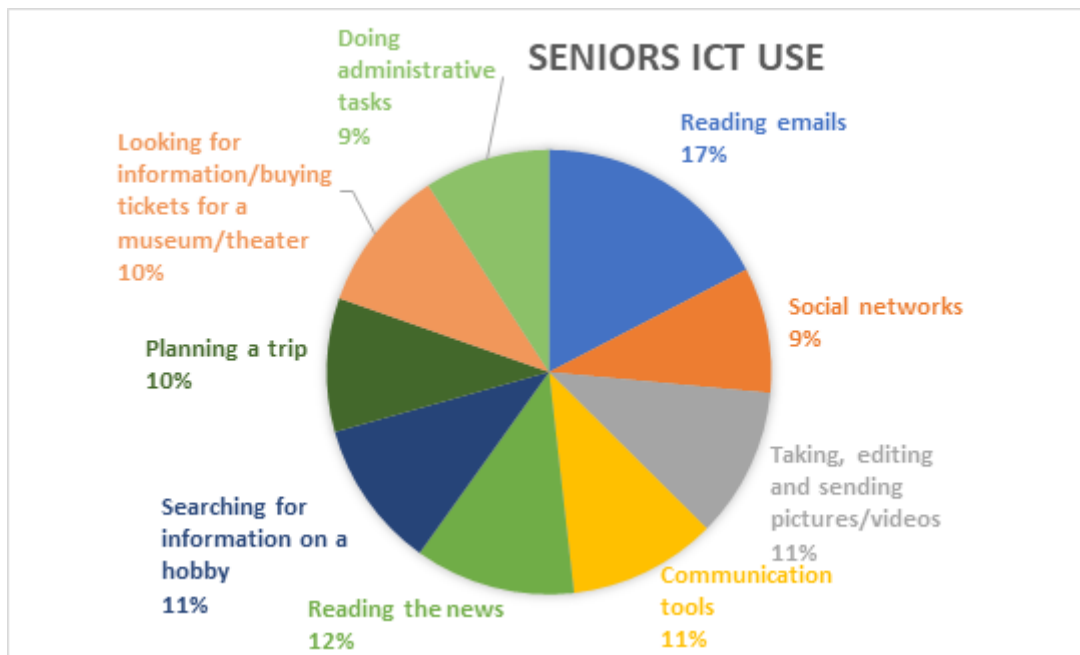 SENIORS ICT USE
Reading emails
17%
Social networks
9%
Taking, editing
and sending
pictures/videos
11%
Communication
tools
11%
Reading the news
12%
Searching for
information on a
hobby
11%
Planning a trip
10%
Looking for
information/buying
tickets for a
museum/theater
10%
Doing
administrative
tasks
9%